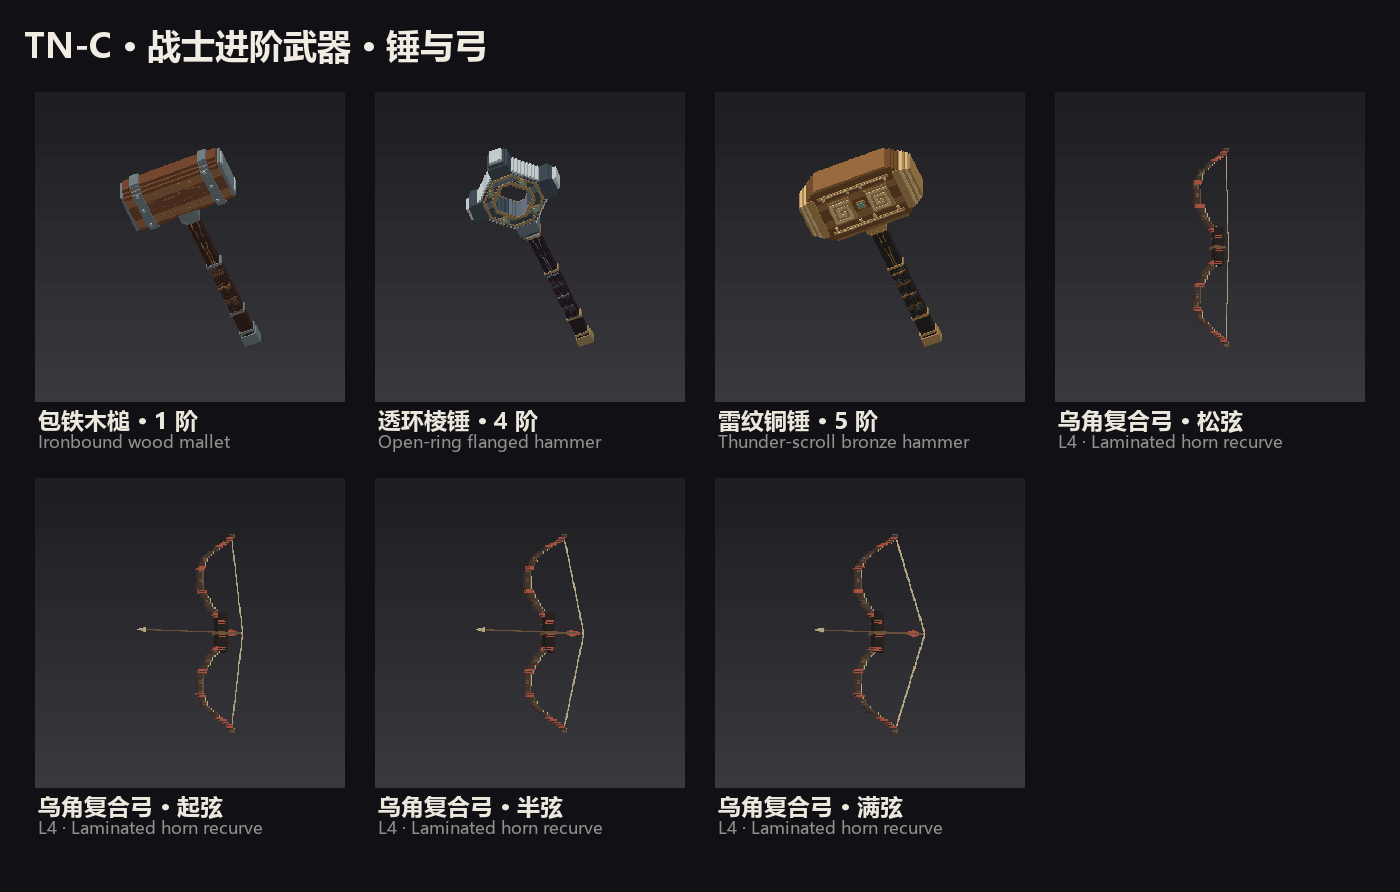 TN-C • 战士进阶武器 • 锤与弓
包铁木槌 • 1 阶
Ironbound wood mallet
透环棱锤 • 4 阶
Open-ring flanged hammer
雷纹铜锤 • 5 阶
Thunder-scroll bronze hammer
乌角复合弓 • 松弦
L4 · Laminated horn recurve
乌角复合弓 • 起弦
L4 · Laminated horn recurve
乌角复合弓 • 半弦
L4 · Laminated horn recurve
乌角复合弓 • 满弦
L4 · Laminated horn recurve